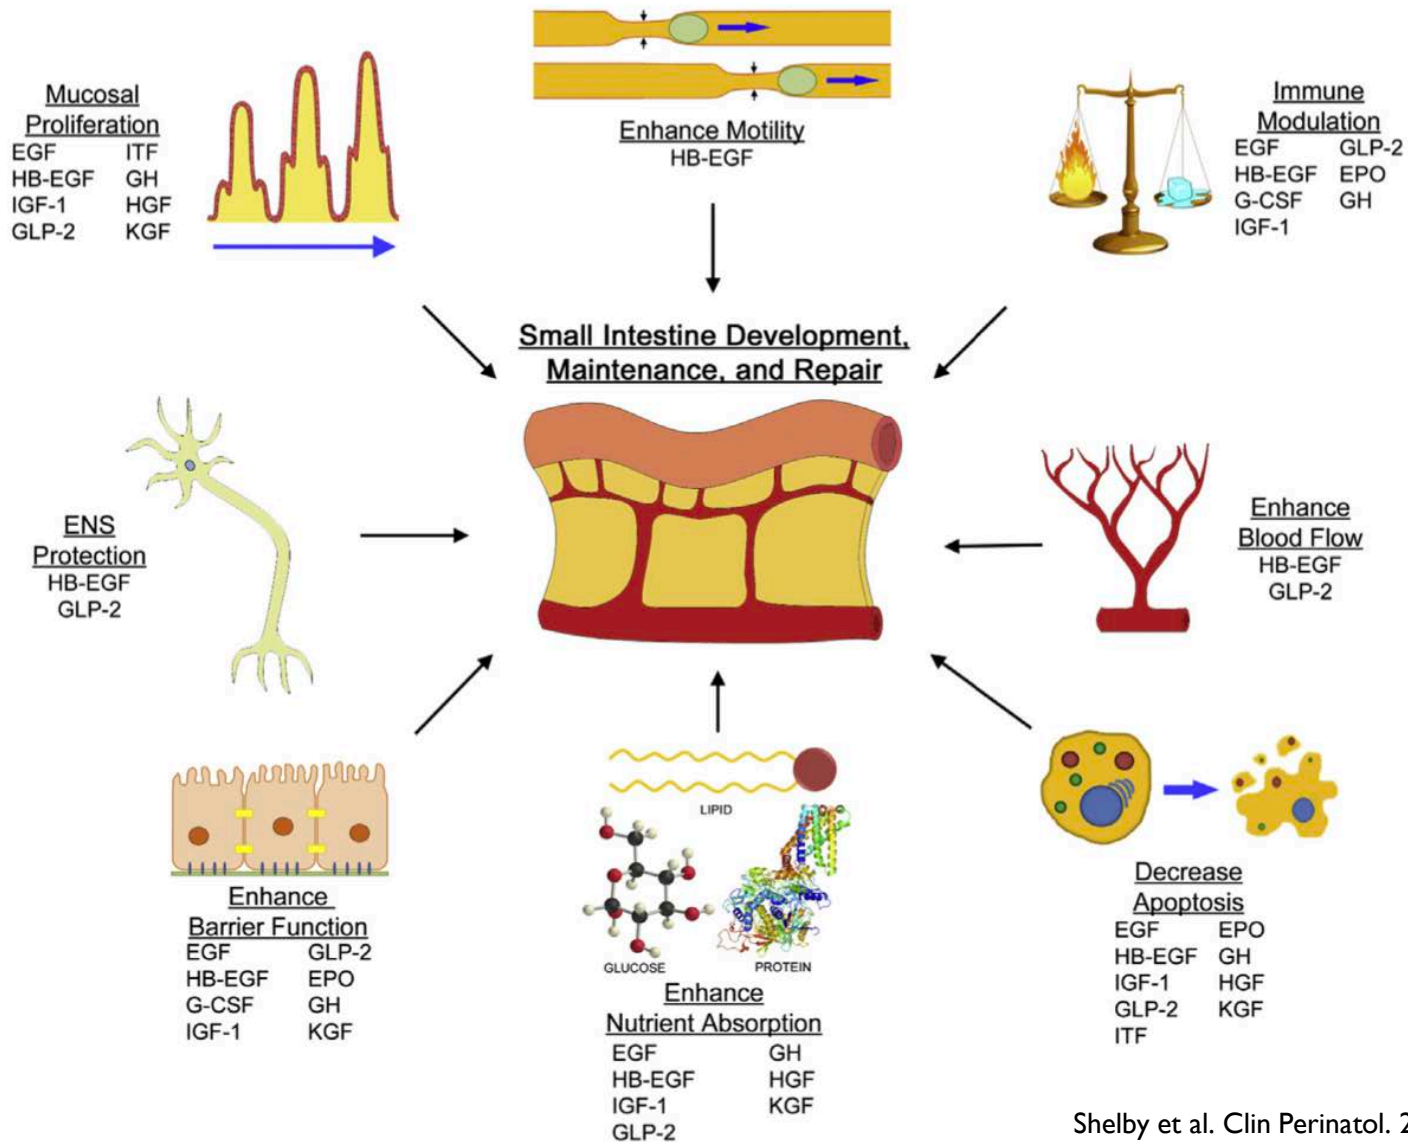 Mucosal
Proliferation
EGF ITF
HB-EGF GH
IGF-1 HGF
GLP-2 KGF
Enhance Motility
HB-EGF
Immune
Modulation
EGF GLP-2
HB-EGF EPO
G-CSF GH
IGF-1
Small Intestine Development,
Maintenance, and Repair
ENS
Protection
HB-EGF
GLP-2
Enhance
Blood Flow
HB-EGF
GLP-2
Enhance
Barrier Function
EGF GLP-2
HB-EGF EPO
G-CSF GH
IGF-1 KGF
LIPID
GLUCOSE
PROTEIN
Enhance
Nutrient Absorption
EGF GH
HB-EGF HGF
IGF-1 KGF
GLP-2
Decrease
Apoptosis
EGF EPO
HB-EGF GH
IGF-1 HGF
GLP-2 KGF
ITF
Shelby et al. Clin Perinatol.